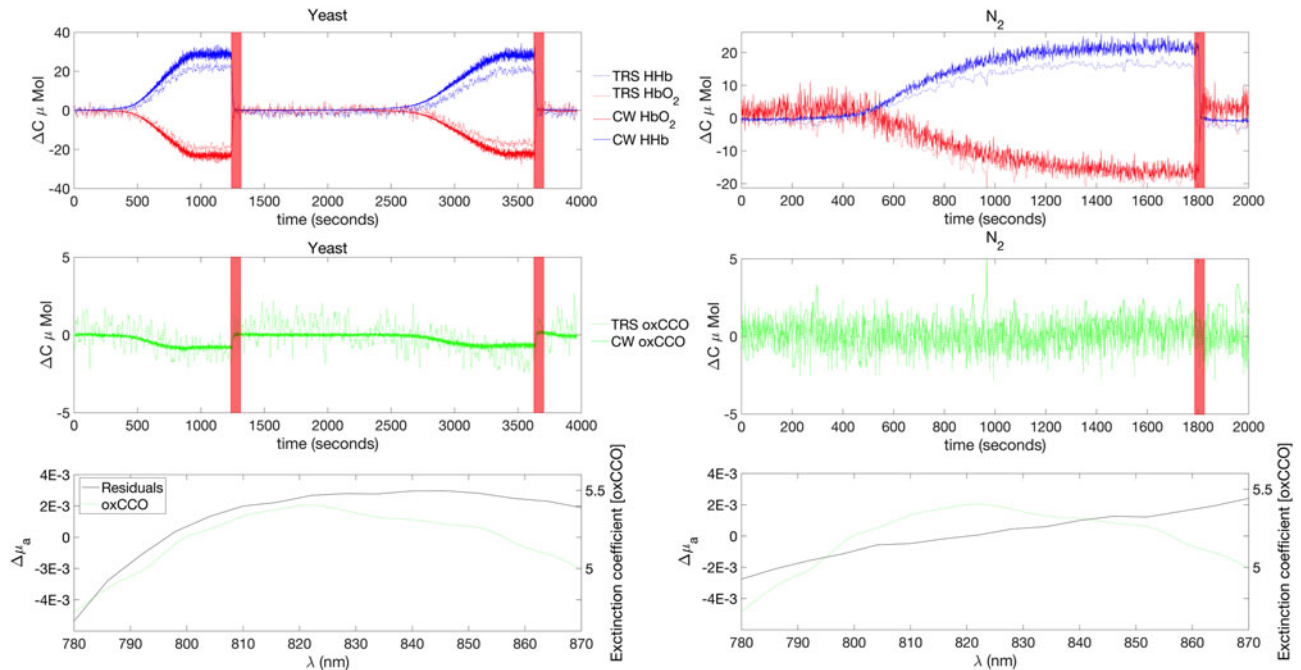 Yeast
40
20
0
-20
40
ΔC μ Mol
0 500 1000 1500 2000 2500 3000 3500 4000
time (seconds)
TRS HHb
TRS HbO2
CW HbO2
CW HHb
N2
20
10
0
-10
-20
ΔC μ Mol
0 200 400 600 800 1000 1200 1400 1600 1800 2000
time (seconds)
Yeast
5
0
-5
ΔC μ Mol
0 500 1000 1500 2000 2500 3000 3500 4000
time (seconds)
TRS oxCCO
CW oxCCO
N2
5
0
-5
ΔC μ Mol
0 200 400 600 800 1000 1200 1400 1600 1800 2000
time (seconds)
4E-3
2E-3
0
-2E-3
-4E-3
Δμa
Residuals
oxCCO
5.5
5
Exctinction coefficient [oxCCO]
780 790 800 810 820 830 840 850 860 870
λ (nm)
4E-3
2E-3
0
-2E-3
-4E-3
Δμa
5.5
5
Exctinction coefficient [oxCCO]
780 790 800 810 820 830 840 850 860 870
λ (nm)